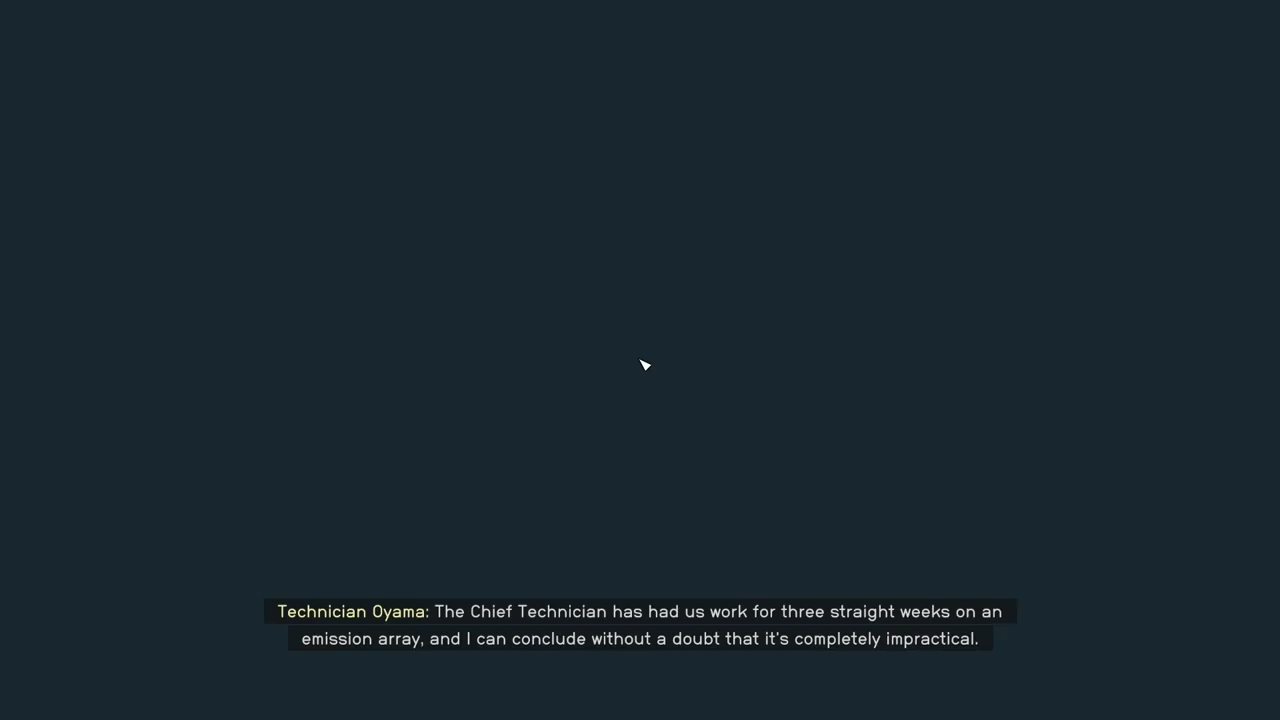 Technician Oyama: The Chief Technician has had us work for three straight weeks on an
emission array, and I can conclude without a doubt that it's completely impractical.